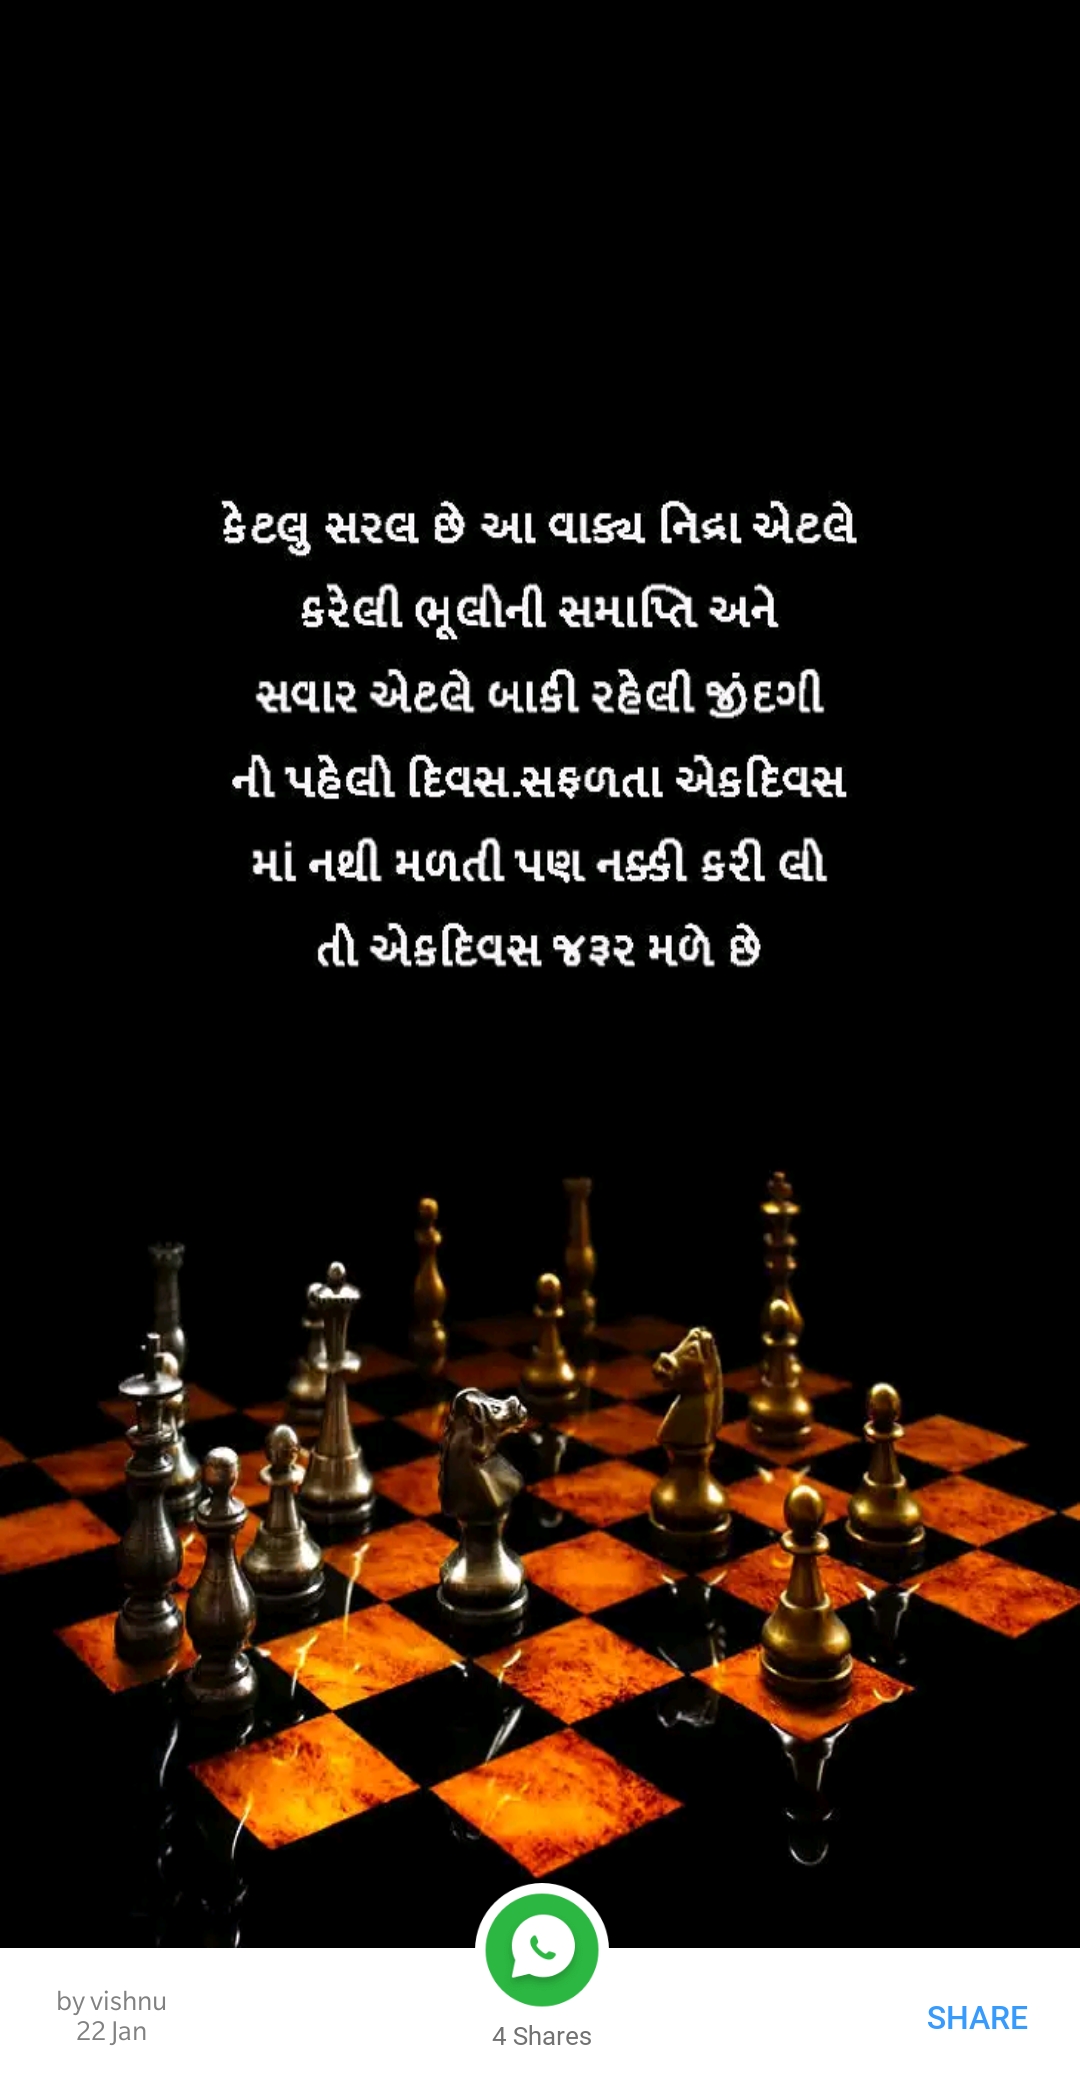 કેટલુ સરલ છે આ વાક્ય નિદ્રા એટલે
કરેલી ભૂલીની સમાપ્તિ અને
સવાર એટલે બાકી રહેલી જીંદગી
ની પહેલી દિવસ.સફળતા એકદિવસ
માં નથી મળતી પણ નક્કી કરી લી
તી એકદિવસ જરૂર મળે છે
by vishnu
22 Jan
4 Shares
SHARE